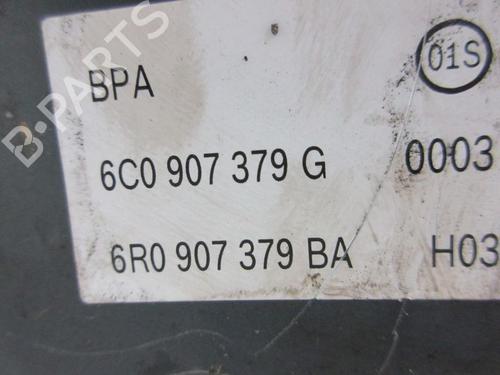 B-PARTS
BPA 01S
6C0 907 379 G 0003
6R0 907 379 BA H03